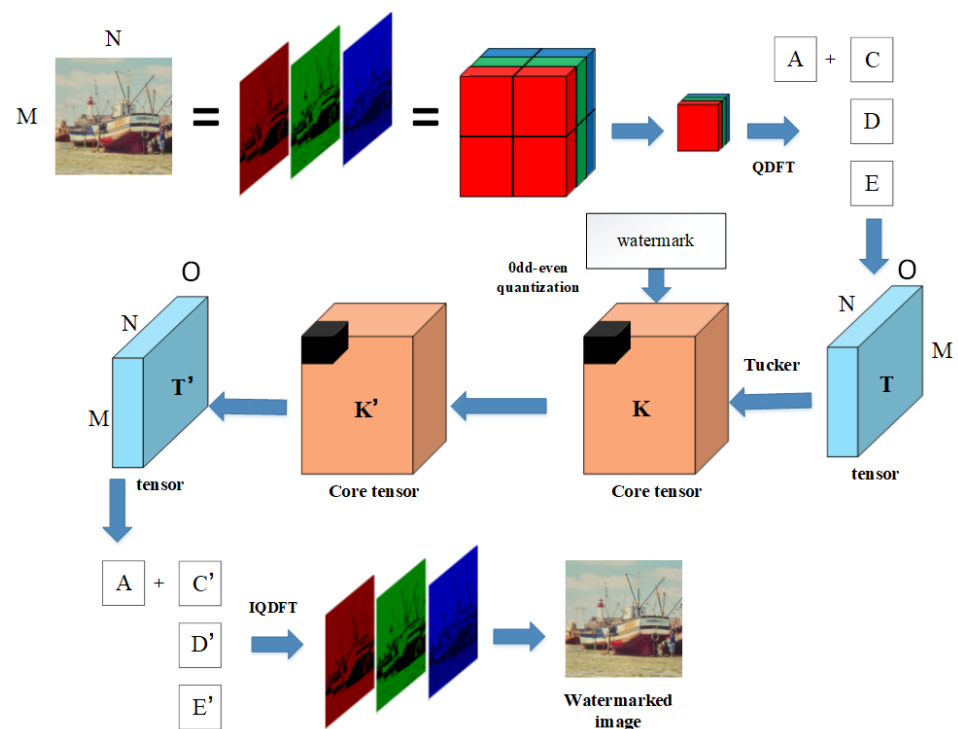 N
M
=
=
A + C
D
E
QDFT
watermark
0dd-even
quantization
O
N
M
T
tensor
Tucker
K
Core tensor
K’
Core tensor
O
N
M
T’
tensor
A + C’
D’
E’
IQDFT
Watermarked
image